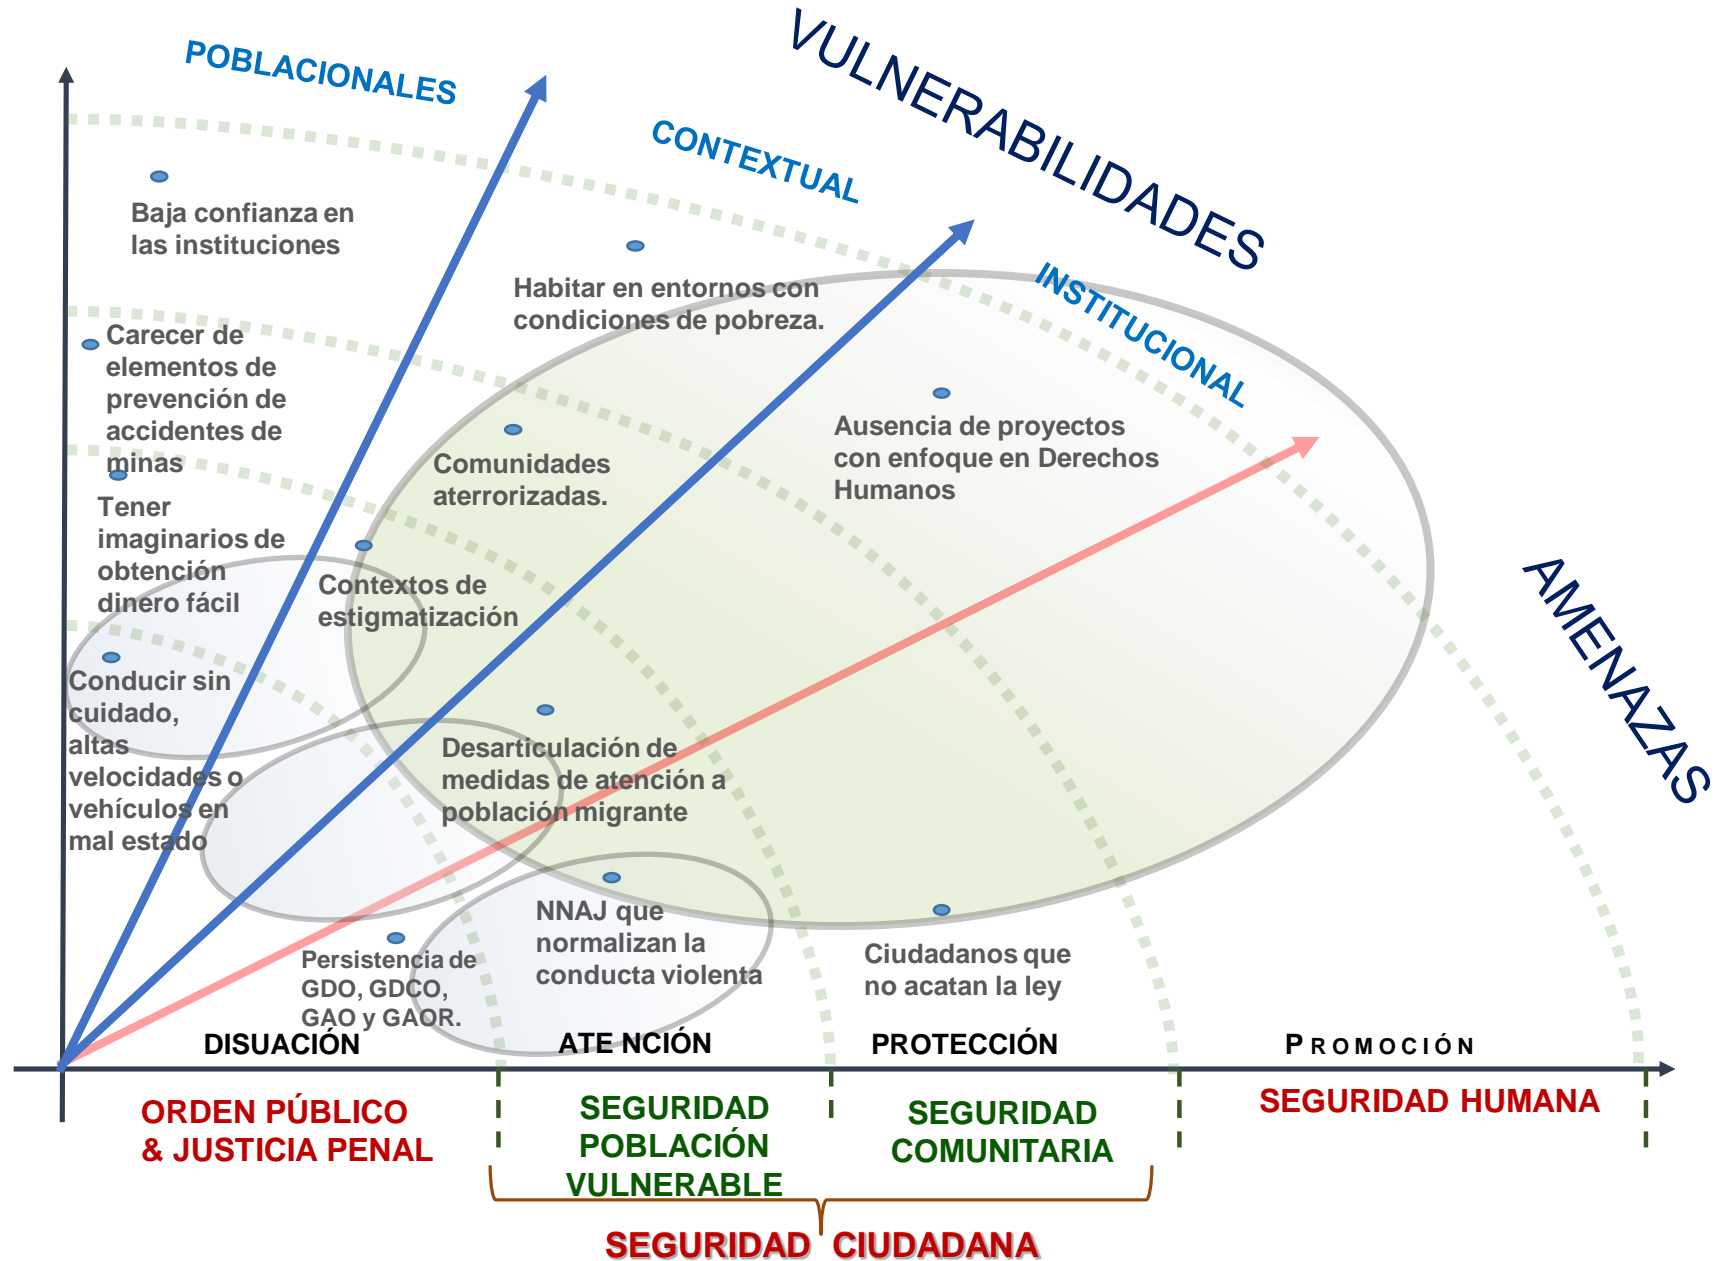 POBLACIONALES
CONTEXTUAL
VULNERABILIDADES
INSTITUCIONAL
AMENAZAS
Baja confianza en
las instituciones
Habitar en entornos con
condiciones de pobreza.
Carecer de
elementos de
prevención de
accidentes de
minas
Comunidades
aterrorizadas.
Ausencia de proyectos
con enfoque en Derechos
Humanos
Tener
imaginarios de
obtención
dinero fácil
Contextos de
estigmatización
Conducir sin
cuidado,
altas
velocidades o
vehículos en
mal estado
Desarticulación de
medidas de atención a
población migrante
NNAJ que
normalizan la
conducta violenta
Persistencia de
GDO, GDCO,
GAO y GAOR.
Ciudadanos que
no acatan la ley
DISUACIÓN
ATE NCIÓN
PROTECCIÓN
PROMOCIÓN
ORDEN PÚBLICO
& JUSTICIA PENAL
SEGURIDAD
POBLACIÓN
VULNERABLE
SEGURIDAD
COMUNITARIA
SEGURIDAD HUMANA
SEGURIDAD CIUDADANA